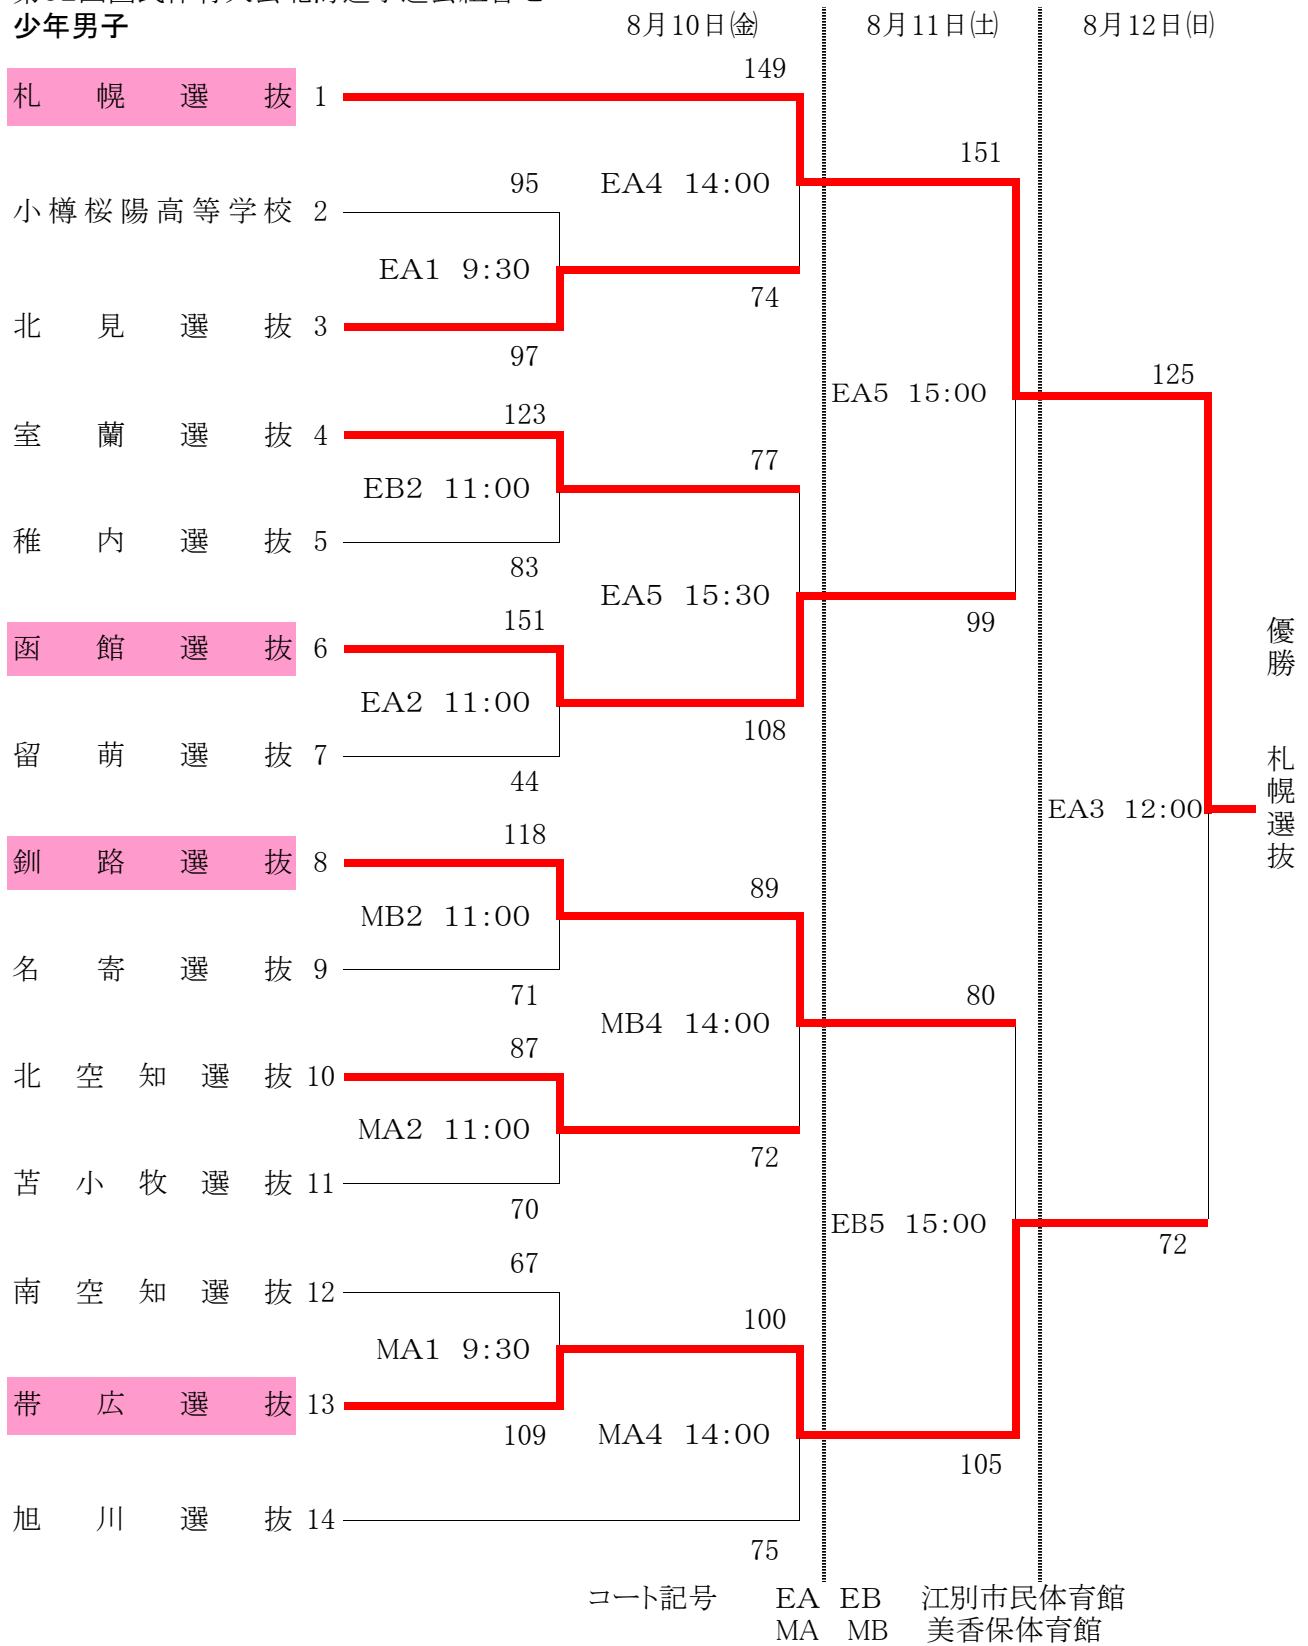 少年男子
8月10日㈮ 8月11日㈯ 8月12日㈰
149
札幌選抜 1
151
95
EA4 14:00
小樽桜陽高等学校 2
EA1 9:30
74
北見選抜 3
97
125
EA5 15:00
123
室蘭選抜 4
77
EB2 11:00
稚内選抜 5
83
EA5 15:30
151
99
函館選抜 6
優勝 札幌選抜
EA2 11:00
108
留萌選抜 7
44
EA3 12:00
118
釧路選抜 8
89
MB2 11:00
名寄選抜 9
71
80
MB4 14:00
87
北空知選抜 10
MA2 11:00
72
苫小牧選抜 11
70
EB5 15:00
72
67
南空知選抜 12
100
MA1 9:30
帯広選抜 13
109
MA4 14:00
105
旭川選抜 14
75
コート記号 EA EB 江別市民体育館
MA MB 美香保体育館